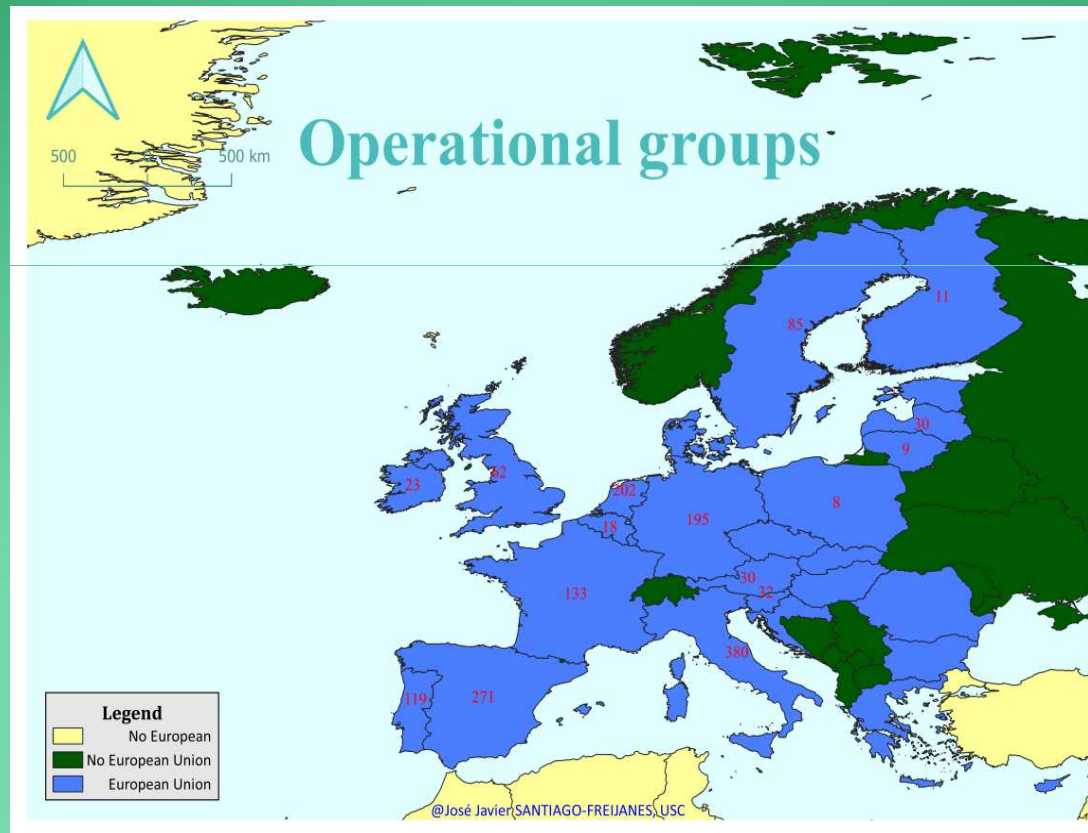 Operational groups
500 500 km
11
85
30
9
62
23
202
8
195
18
30
32
133
380
119 271
Legend
No European
No European Union
European Union
@José Javier SANTIAGO-FREIJANES, USC